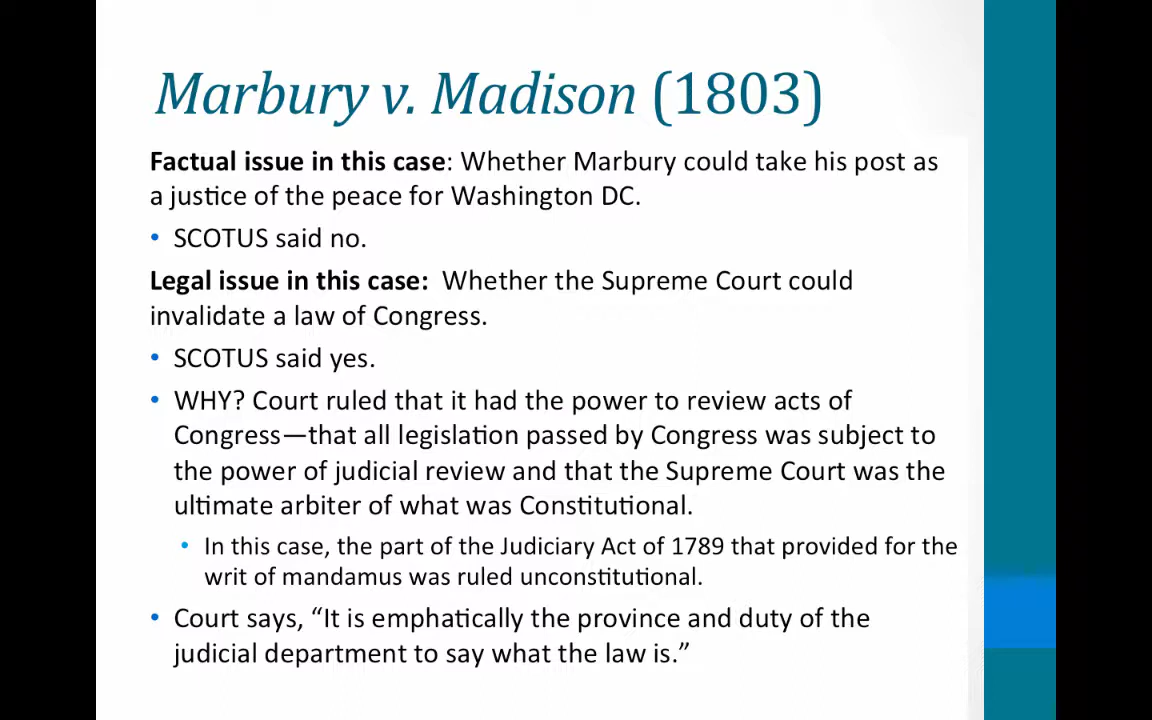 Marbury v. Madison (1803)
Factual issue in this case: Whether Marbury could take his post as
a justice of the peace for Washington DC.
• SCOTUS said no.
Legal issue in this case:  Whether the Supreme Court could
invalidate a law of Congress.
• SCOTUS said yes.
• WHY? Court ruled that it had the power to review acts of
Congress—that all legislation passed by Congress was subject to
the power of judicial review and that the Supreme Court was the
ultimate arbiter of what was Constitutional.
• In this case, the part of the Judiciary Act of 1789 that provided for the
writ of mandamus was ruled unconstitutional.
• Court says, “It is emphatically the province and duty of the
judicial department to say what the law is.”